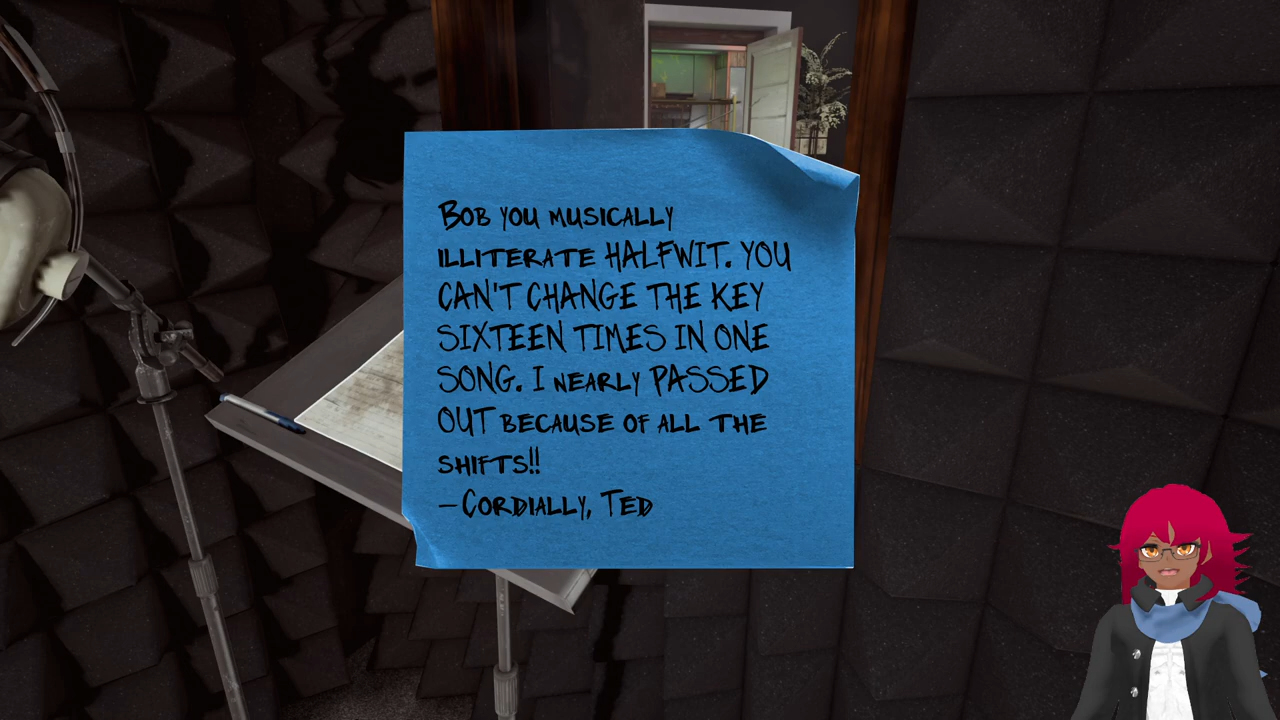 Bob you musically
illiterate HALFWIT. YOU
CAN'T CHANGE THE KEY
SIXTEEN TIMES IN ONE
SONG. I nearly PASSED
OUT because of all the
shifts!!
–Cordially, Ted